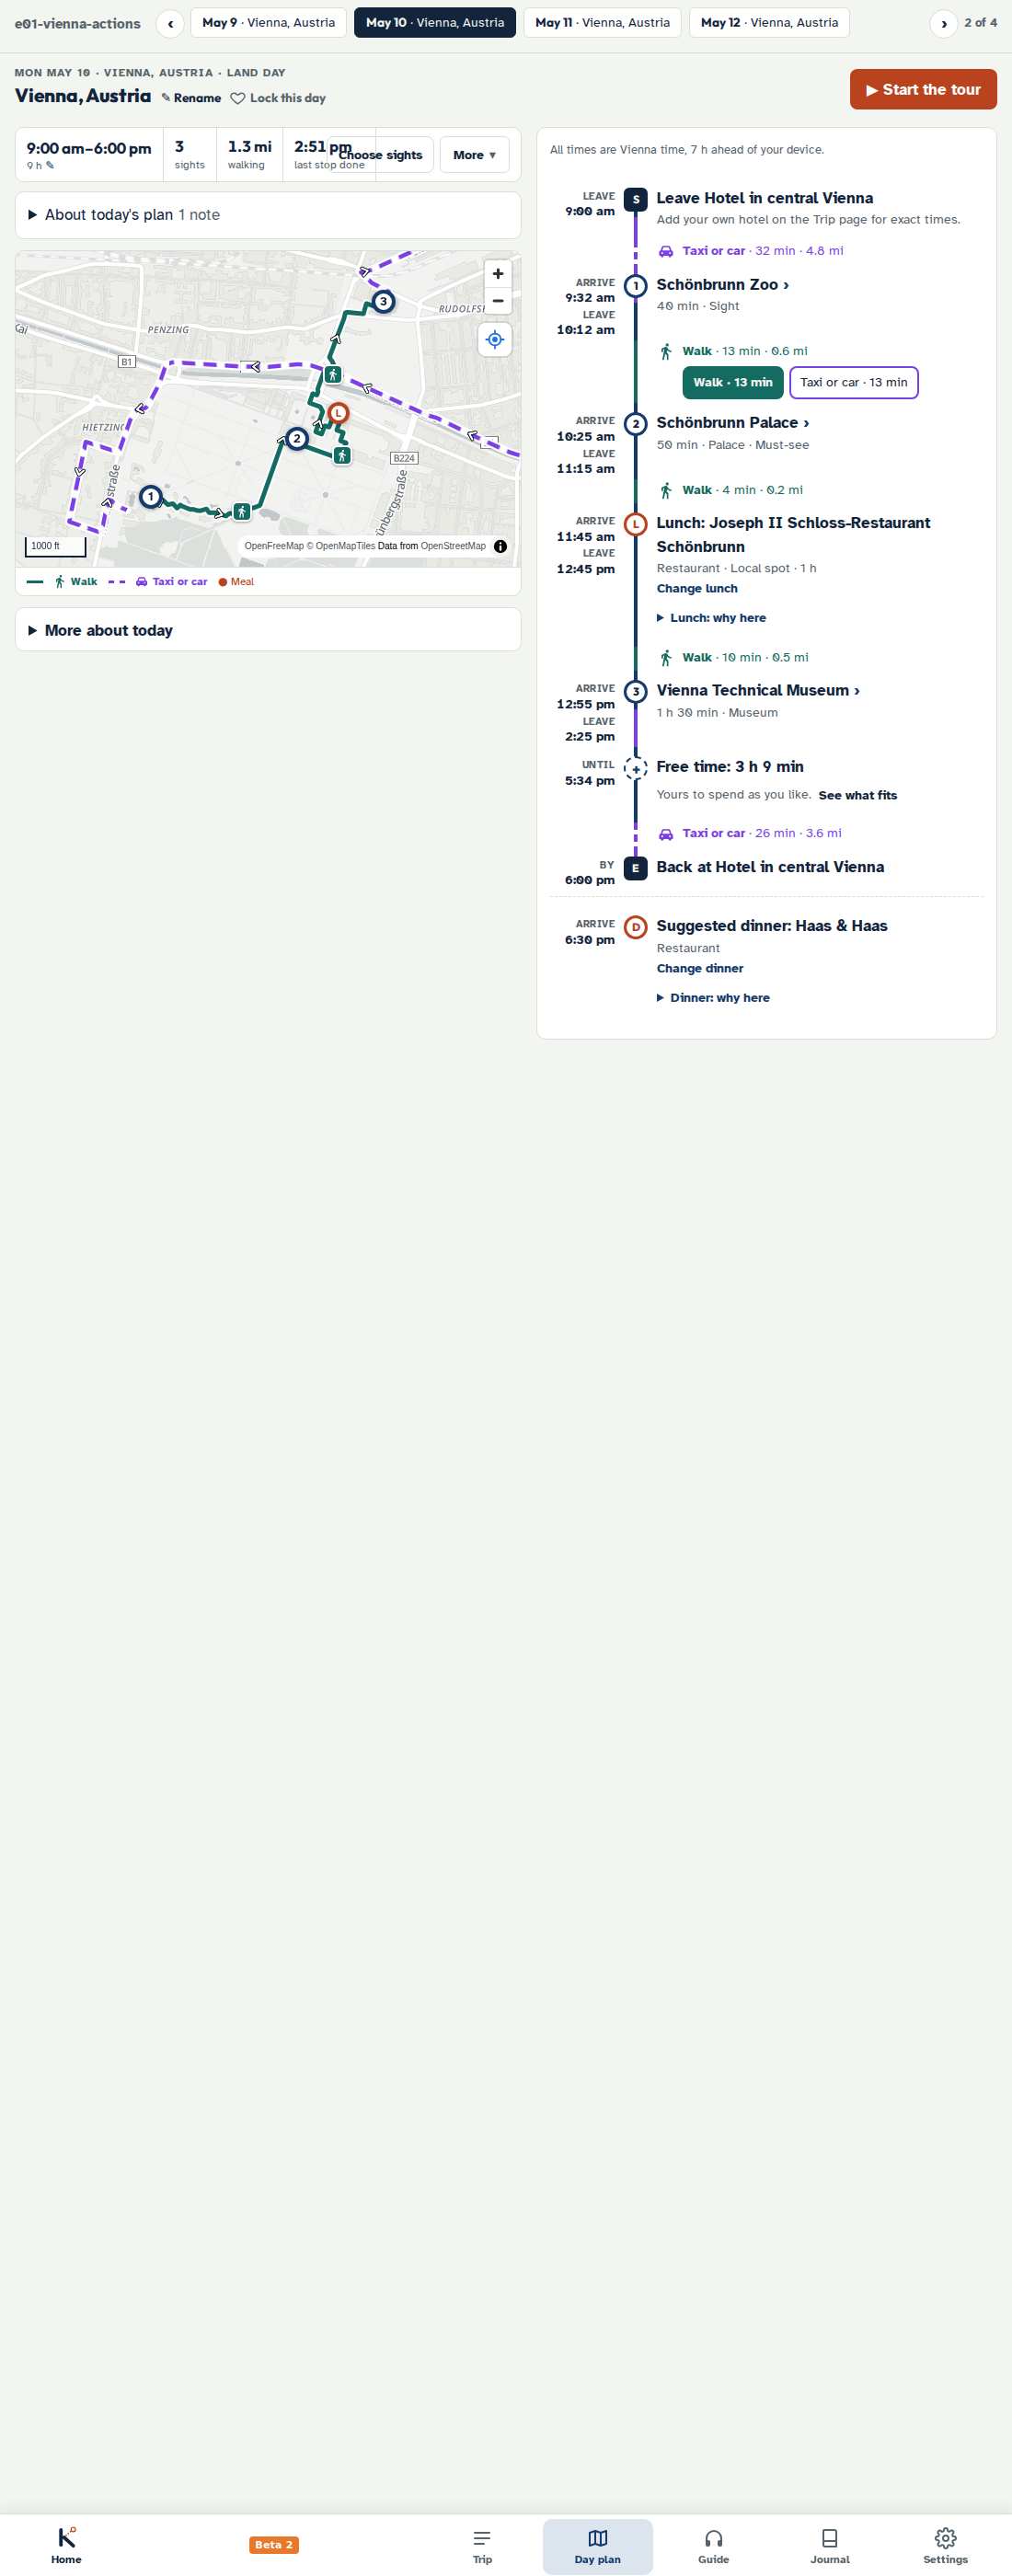 e01-vienna-actions
‹
May 9 · Vienna, Austria
May 10 · Vienna, Austria
May 11 · Vienna, Austria
May 12 · Vienna, Austria
›
2 of 4
MON MAY 10 · VIENNA, AUSTRIA · LAND DAY
Vienna, Austria ✎ Rename Lock this day
▶ Start the tour
9:00 am–6:00 pm
9 h ✎
3
sights
1.3 mi
walking
2:51 pm
last stop done
Choose sights
More ▼
▶ About today's plan 1 note
PENZING
RUDOLFS
B1
HIETZING
B224
straße
ünbergstraße
1
2
3
L
+
−
1000 ft
OpenFreeMap © OpenMapTiles Data from OpenStreetMap
Walk Taxi or car Meal
▶ More about today
All times are Vienna time, 7 h ahead of your device.
LEAVE
9:00 am
S
Leave Hotel in central Vienna
Add your own hotel on the Trip page for exact times.
Taxi or car · 32 min · 4.8 mi
ARRIVE
9:32 am
LEAVE
10:12 am
1
Schönbrunn Zoo ›
40 min · Sight
Walk · 13 min · 0.6 mi
Walk · 13 min
Taxi or car · 13 min
ARRIVE
10:25 am
LEAVE
11:15 am
2
Schönbrunn Palace ›
50 min · Palace · Must-see
Walk · 4 min · 0.2 mi
ARRIVE
11:45 am
LEAVE
12:45 pm
L
Lunch: Joseph II Schloss-Restaurant
Schönbrunn
Restaurant · Local spot · 1 h
Change lunch
▶ Lunch: why here
Walk · 10 min · 0.5 mi
ARRIVE
12:55 pm
LEAVE
2:25 pm
3
Vienna Technical Museum ›
1 h 30 min · Museum
UNTIL
5:34 pm
+
Free time: 3 h 9 min
Yours to spend as you like. See what fits
Taxi or car · 26 min · 3.6 mi
BY
6:00 pm
E
Back at Hotel in central Vienna
ARRIVE
6:30 pm
D
Suggested dinner: Haas & Haas
Restaurant
Change dinner
▶ Dinner: why here
Home
Beta 2
Trip
Day plan
Guide
Journal
Settings